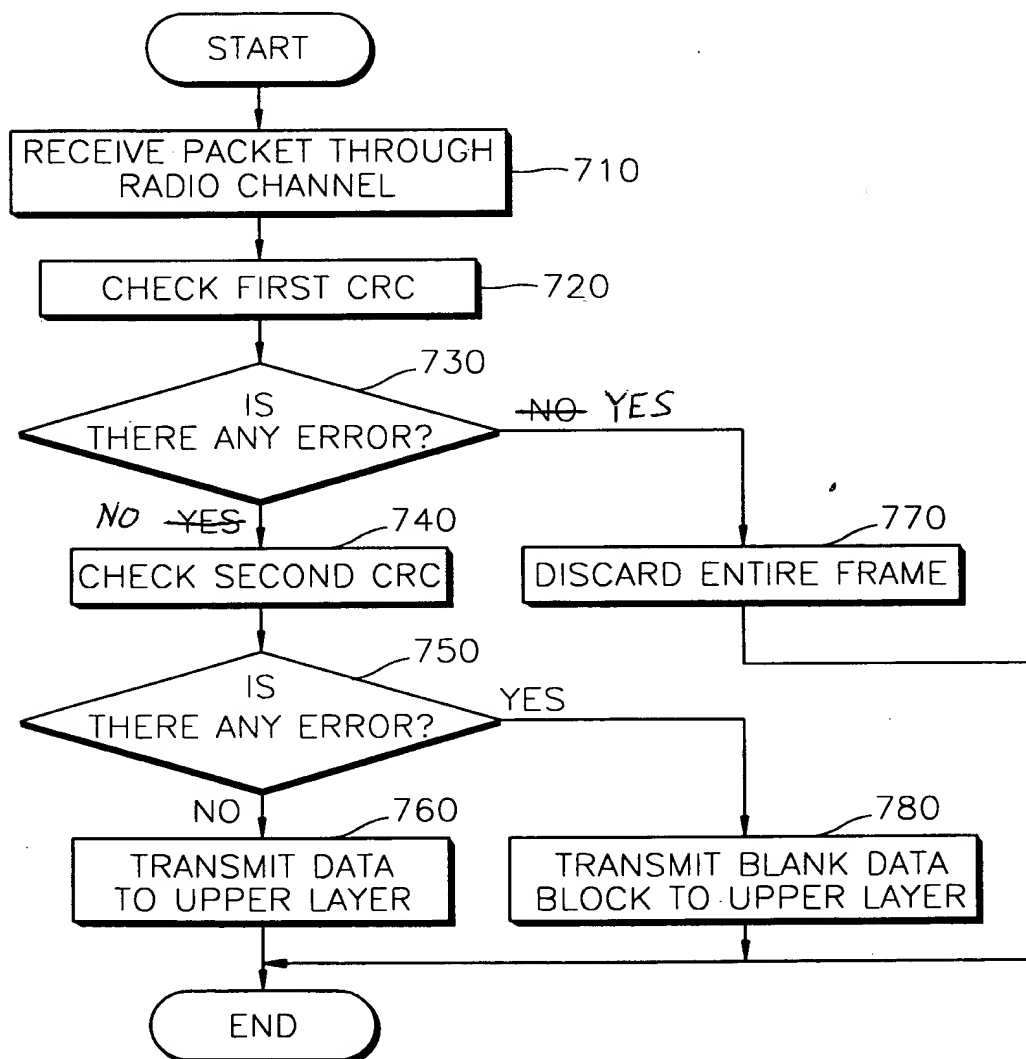 START
RECEIVE PACKET THROUGH
RADIO CHANNEL
710
CHECK FIRST CRC
720
730
IS
THERE ANY ERROR?
NO YES
NO YES
740
CHECK SECOND CRC
770
DISCARD ENTIRE FRAME
750
IS
THERE ANY ERROR?
YES
NO
760
TRANSMIT DATA
TO UPPER LAYER
780
TRANSMIT BLANK DATA
BLOCK TO UPPER LAYER
END